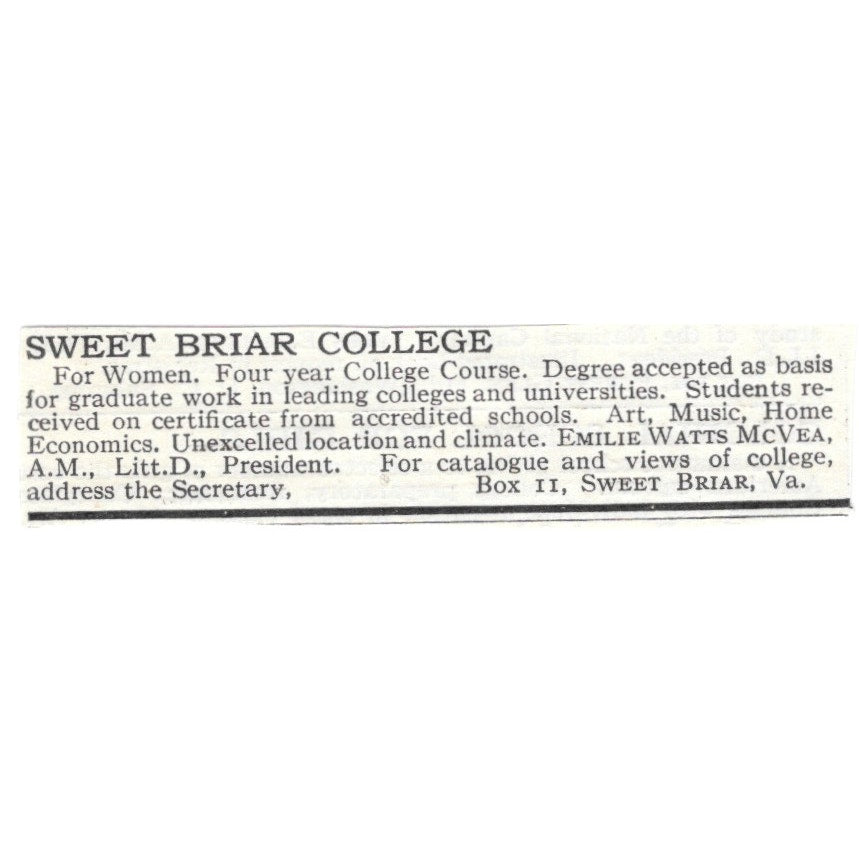 SWEET BRIAR COLLEGE
For Women. Four year College Course. Degree accepted as basis
for graduate work in leading colleges and universities. Students re-
ceived on certificate from accredited schools. Art, Music, Home
Economics. Unexcelled location and climate. EMILIE WATTS MCVEA,
A.M., Litt.D., President. For catalogue and views of college,
address the Secretary, Box 11, SWEET BRIAR, Va.